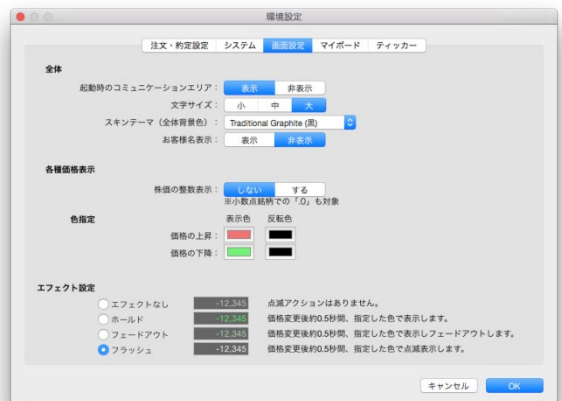 環境設定
注文・約定設定 システム 画面設定 マイボード ティッカー
全体
起動時のコミュニケーションエリア： 表示 非表示
文字サイズ： 小 中 大
スキンテーマ（全体背景色）： Traditional Graphite (黒)
お客様名表示： 表示 非表示
各種価格表示
株価の整数表示： しない する
※小数点銘柄での「.0」も対象
色指定 表示色 反転色
価格の上昇：
価格の下降：
エフェクト設定
エフェクトなし -12,345 点滅アクションはありません。
ホールド -12,345 価格変更後約0.5秒間、指定した色で表示します。
フェードアウト -12,345 価格変更後約0.5秒間、指定した色で表示しフェードアウトします。
フラッシュ -12,345 価格変更後約0.5秒間、指定した色で点滅表示します。
キャンセル OK